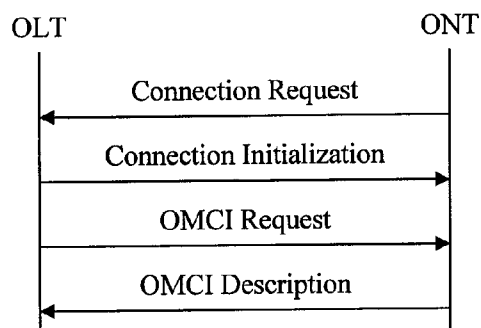 OLT ONT
Connection Request
Connection Initialization
OMCI Request
OMCI Description